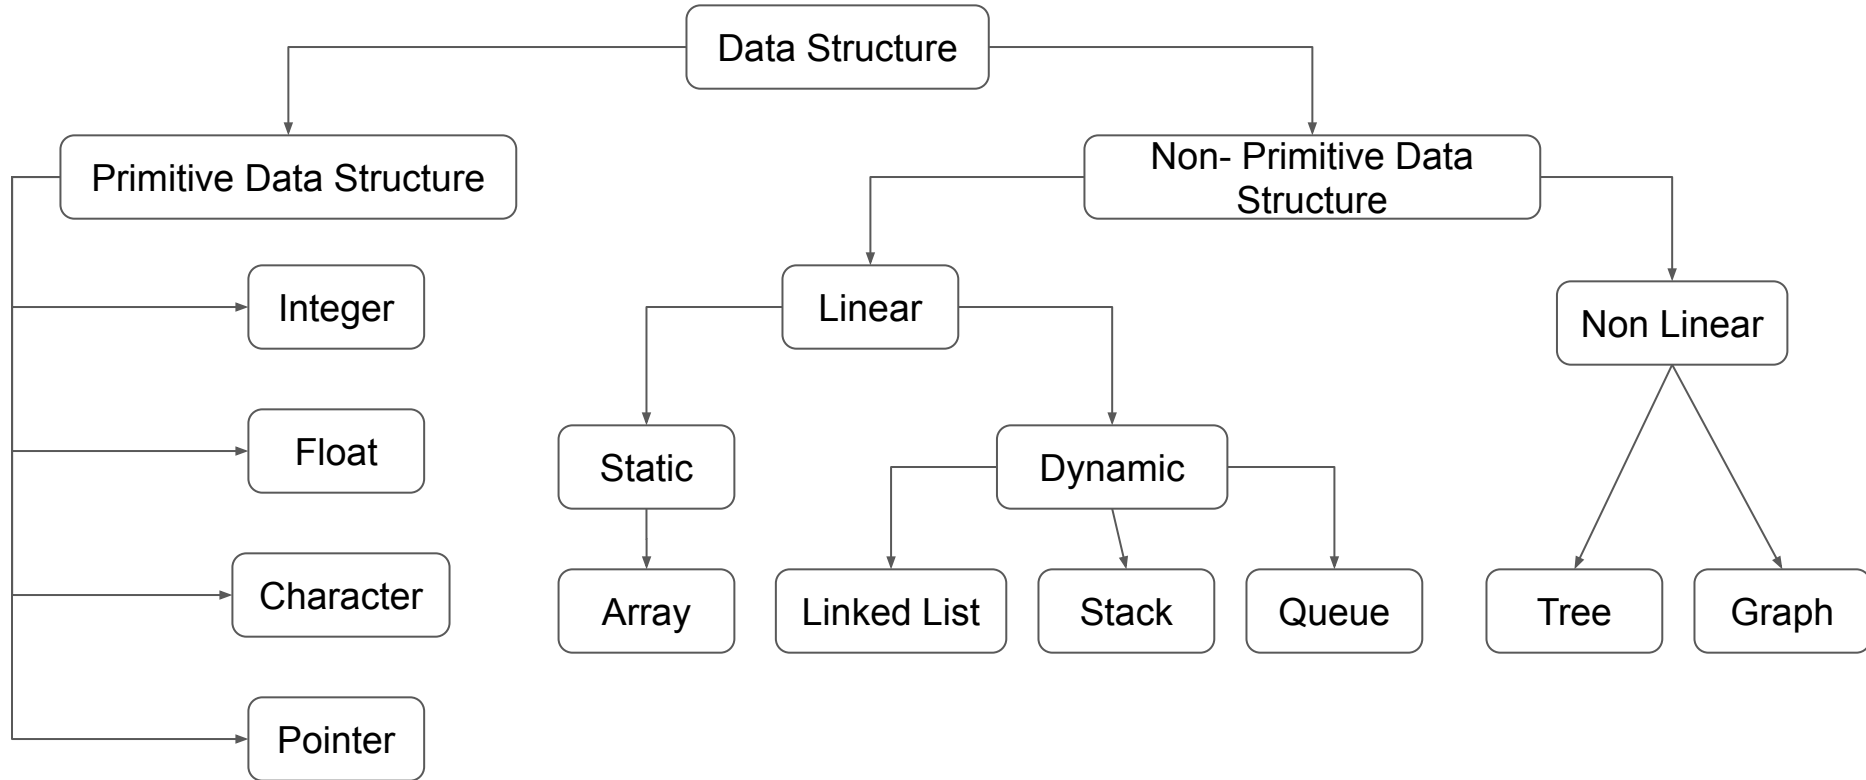 Data Structure
Primitive Data Structure
Non- Primitive Data
Structure
Integer
Linear
Non Linear
Float
Static
Dynamic
Character
Array
Linked List
Stack
Queue
Tree
Graph
Pointer